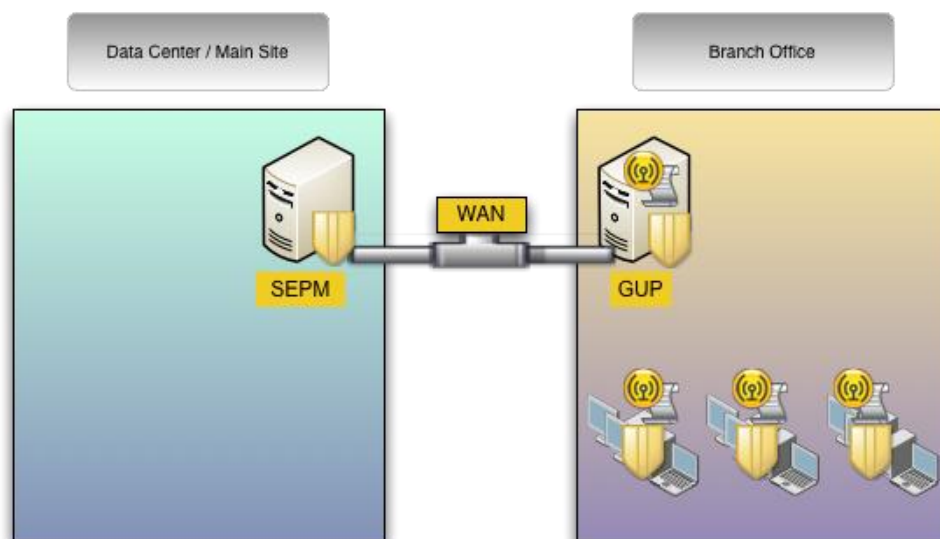 Data Center / Main Site
Branch Office
WAN
SEPM
GUP